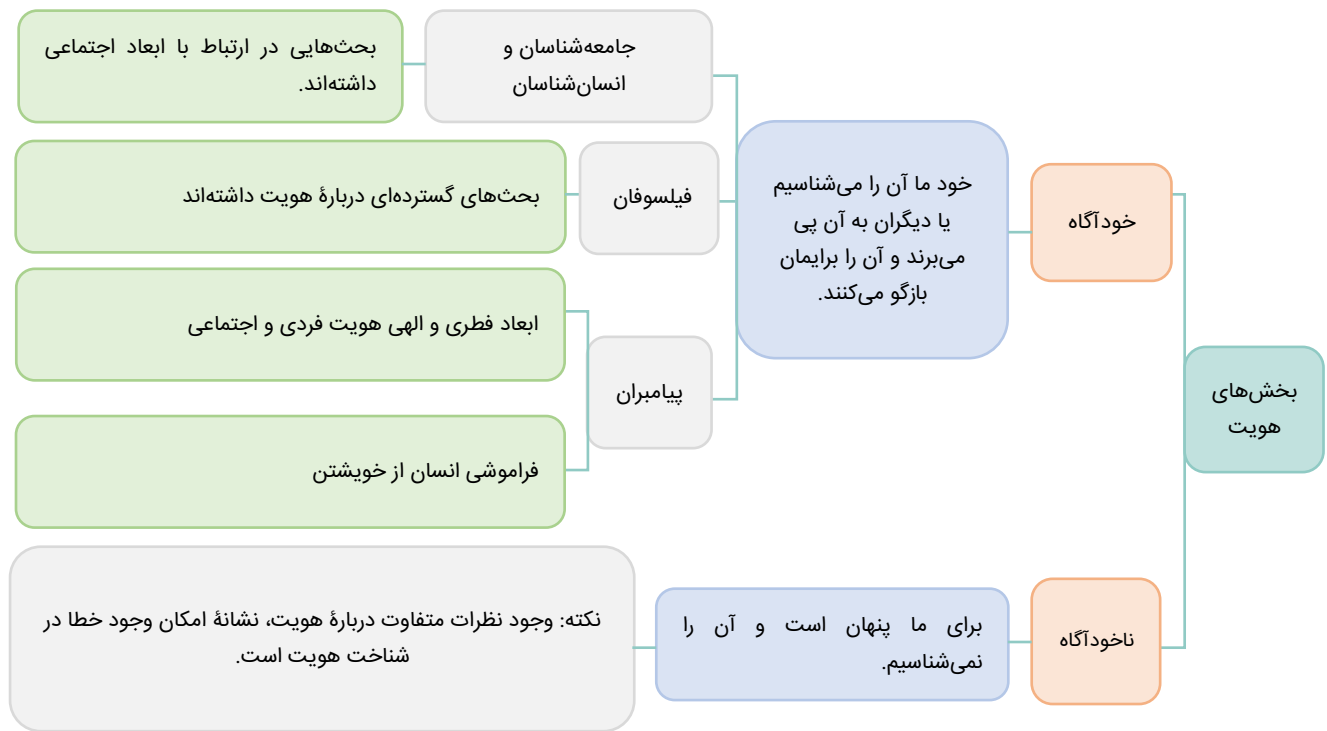 بخش‌های
هویت
خودآگاه
خود ما آن را می‌شناسیم
یا دیگران به آن پی
می‌برند و آن را برایمان
بازگو می‌کنند.
جامعه‌شناسان و
انسان‌شناسان
بحث‌هایی در ارتباط با ابعاد اجتماعی
داشته‌اند.
فیلسوفان
بحث‌های گسترده‌ای دربارهٔ هویت داشته‌اند
پیامبران
ابعاد فطری و الهی هویت فردی و اجتماعی
فراموشی انسان از خویشتن
ناخودآگاه
برای ما پنهان است و آن را
نمی‌شناسیم.
نکته: وجود نظرات متفاوت دربارهٔ هویت، نشانهٔ امکان وجود خطا در
شناخت هویت است.